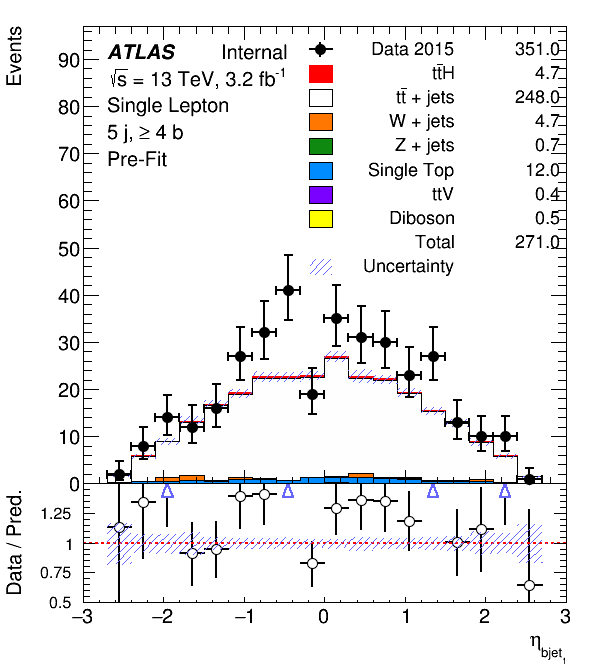 Events
ATLAS Internal
√s = 13 TeV, 3.2 fb⁻¹
Single Lepton
5 j, ≥ 4 b
Pre-Fit
Data 2015 351.0
tt̄H 4.7
tt̄ + jets 248.0
W + jets 4.7
Z + jets 0.7
Single Top 12.0
ttV 0.4
Diboson 0.5
Total 271.0
Uncertainty
90
80
70
60
50
40
30
20
10
0
Data / Pred.
1.25
1
0.75
0.5
−3 −2 −1 0 1 2 3
η_bjet₁